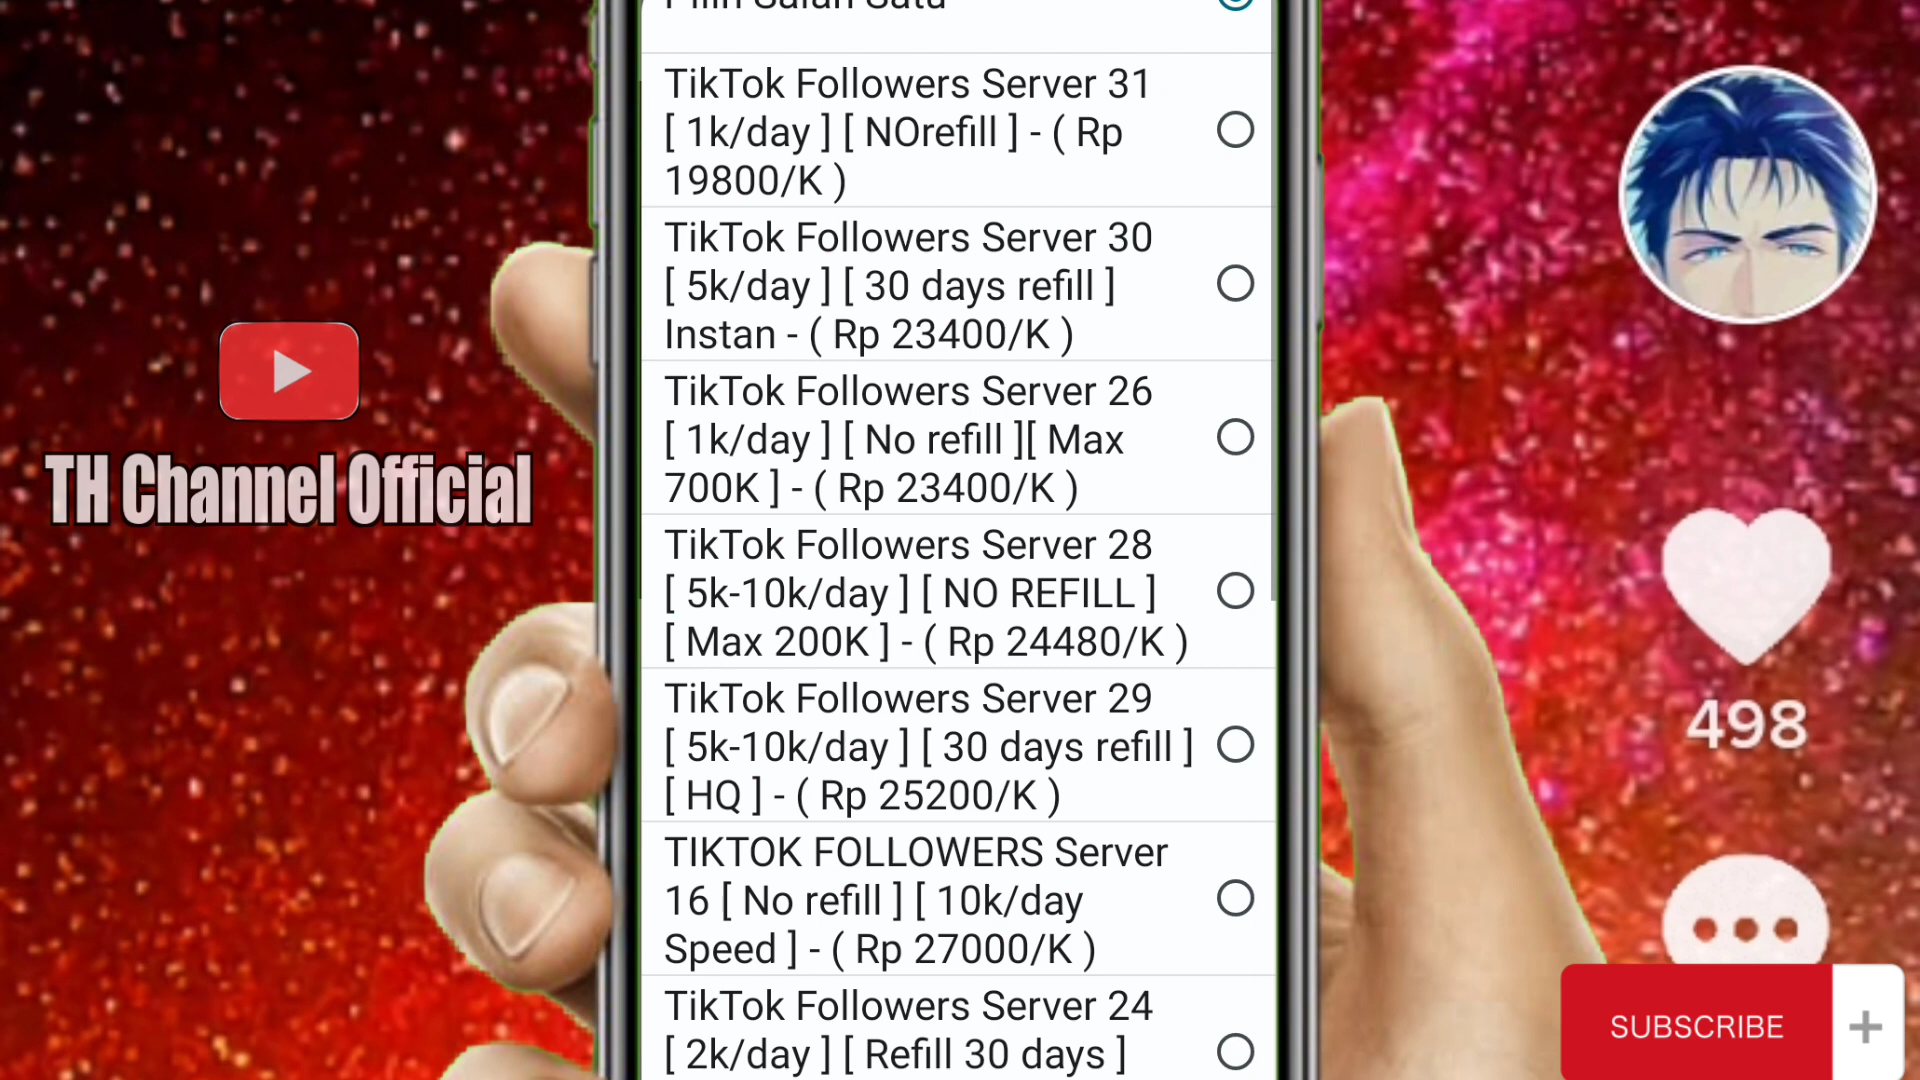 Pilih Salah Satu
TikTok Followers Server 31
[ 1k/day ] [ NOrefill ] - ( Rp
19800/K )
TikTok Followers Server 30
[ 5k/day ] [ 30 days refill ]
Instan - ( Rp 23400/K )
TikTok Followers Server 26
[ 1k/day ] [ No refill ][ Max
700K ] - ( Rp 23400/K )
TikTok Followers Server 28
[ 5k-10k/day ] [ NO REFILL ]
[ Max 200K ] - ( Rp 24480/K )
TikTok Followers Server 29
[ 5k-10k/day ] [ 30 days refill ]
[ HQ ] - ( Rp 25200/K )
TIKTOK FOLLOWERS Server
16 [ No refill ] [ 10k/day
Speed ] - ( Rp 27000/K )
TikTok Followers Server 24
[ 2k/day ] [ Refill 30 days ]
TH Channel Official
498
SUBSCRIBE